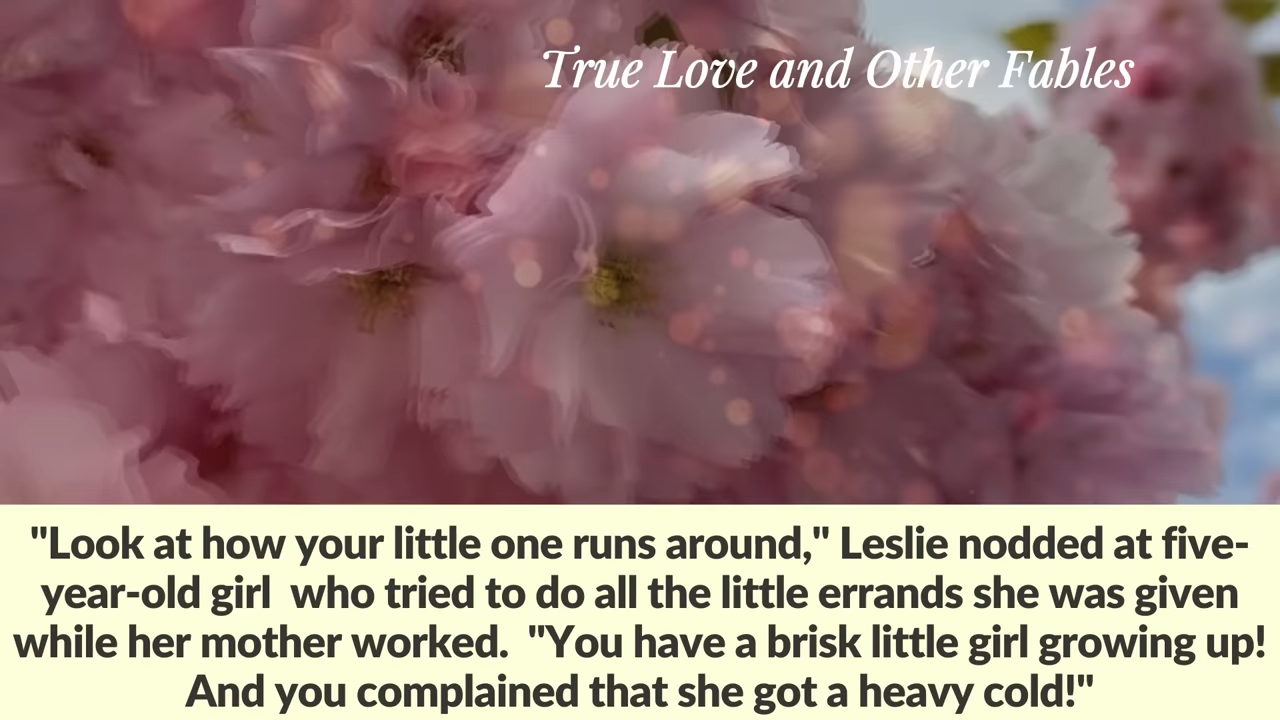 True Love and Other Fables
"Look at how your little one runs around," Leslie nodded at five-
year-old girl  who tried to do all the little errands she was given
while her mother worked.  "You have a brisk little girl growing up!
And you complained that she got a heavy cold!"